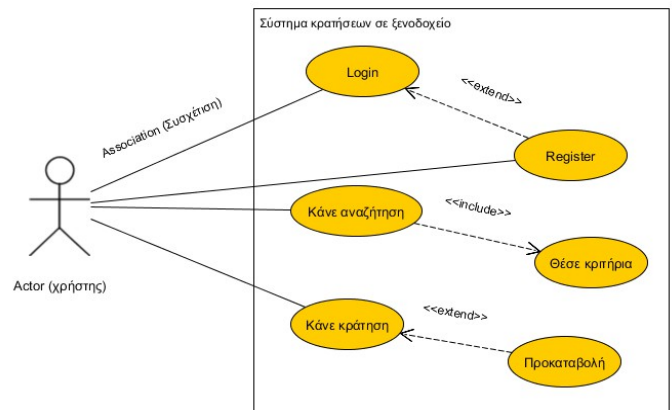 Σύστημα κρατήσεων σε ξενοδοχείο
Login
<<extend>>
Association (Συσχέτιση)
Register
Κάνε αναζήτηση
<<include>>
Θέσε κριτήρια
Actor (χρήστης)
<<extend>>
Κάνε κράτηση
Προκαταβολή